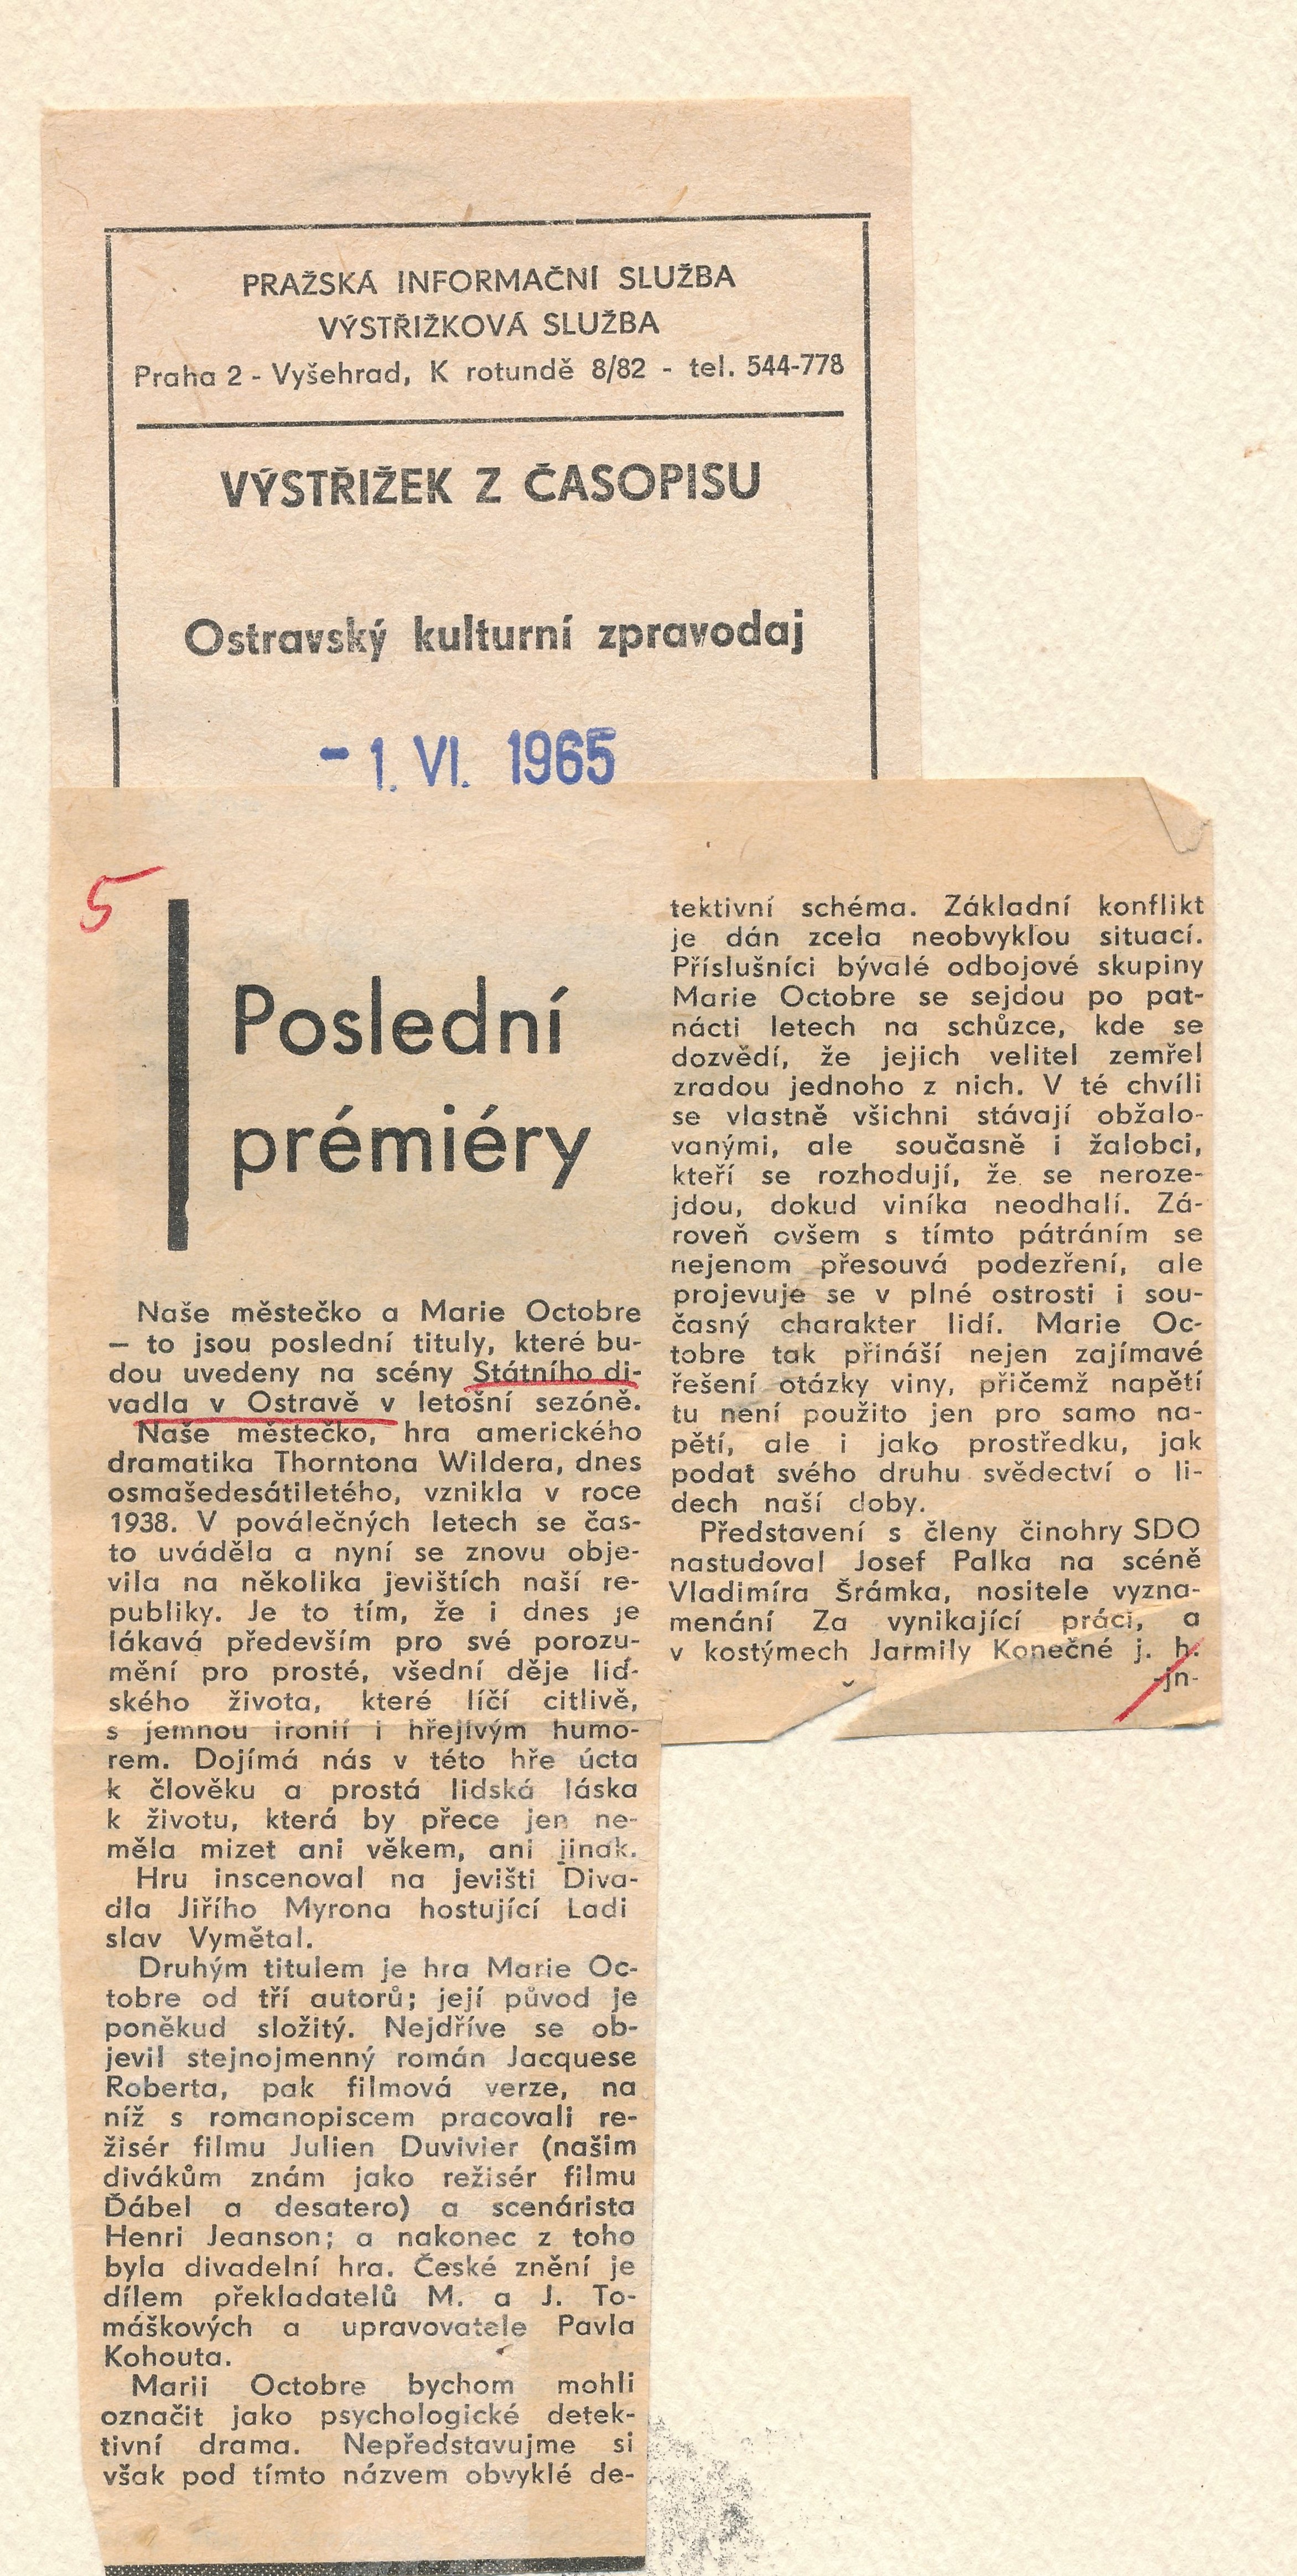 PRAŽSKÁ INFORMAČNÍ SLUŽBA
VÝSTŘIŽKOVÁ SLUŽBA
Praha 2 - Vyšehrad, K rotundě 8/82 - tel. 544-778
VÝSTŘIŽEK Z ČASOPISU
Ostravský kulturní zpravodaj
- 1. VI. 1965
5
Poslední
prémiéry
Naše městečko a Marie Octobre
— to jsou poslední tituly, které bu-
dou uvedeny na scény Státního di-
vadla v Ostravě v letošní sezóně.
Naše městečko, hra amerického
dramatika Thorntona Wildera, dnes
osmašedesátiletého, vznikla v roce
1938. V poválečných letech se čas-
to uváděla a nyní se znovu obje-
vila na několika jevištích naší re-
publiky. Je to tím, že i dnes je
lákavá především pro své porozu-
mění pro prosté, všední děje lid-
ského života, které líčí citlivě,
s jemnou ironií i hřejivým humo-
rem. Dojímá nás v této hře úcta
k člověku a prostá lidská láska
k životu, která by přece jen ne-
měla mizet ani věkem, ani jinak.
Hru inscenoval na jevišti Diva-
dla Jiřího Myrona hostující Ladi
slav Vymětal.
Druhým titulem je hra Marie Oc-
tobre od tří autorů; její původ je
poněkud složitý. Nejdříve se ob-
jevil stejnojmenný román Jacquese
Roberta, pak filmová verze, na
níž s romanopiscem pracovali re-
žisér filmu Julien Duvivier (našim
divákům znám jako režisér filmu
Ďábel a desatero) a scenárista
Henri Jeanson; a nakonec z toho
byla divadelní hra. České znění je
dílem překladatelů M. a J. To-
máškových a upravovatele Pavla
Kohouta.
Marii Octobre bychom mohli
označit jako psychologické detek-
tivní drama. Nepředstavujme si
však pod tímto názvem obvyklé de-
tektivní schéma. Základní konflikt
je dán zcela neobvyklou situací.
Příslušníci bývalé odbojové skupiny
Marie Octobre se sejdou po pat-
nácti letech na schůzce, kde se
dozvědí, že jejich velitel zemřel
zradou jednoho z nich. V té chvíli
se vlastně všichni stávají obžalo-
vanými, ale současně i žalobci,
kteří se rozhodují, že se neroze-
jdou, dokud viníka neodhalí. Zá-
roveň ovšem s tímto pátráním se
nejenom přesouvá podezření, ale
projevuje se v plné ostrosti i sou-
časný charakter lidí. Marie Oc-
tobre tak přináší nejen zajímavé
řešení otázky viny, přičemž napětí
tu není použito jen pro samo na-
pětí, ale i jako prostředku, jak
podat svého druhu svědectví o li-
dech naší doby.
Představení s členy činohry SDO
nastudoval Josef Palka na scéně
Vladimíra Šrámka, nositele vyzna-
menání Za vynikající práci, a
v kostýmech Jarmily Konečné j. h.
-jn-